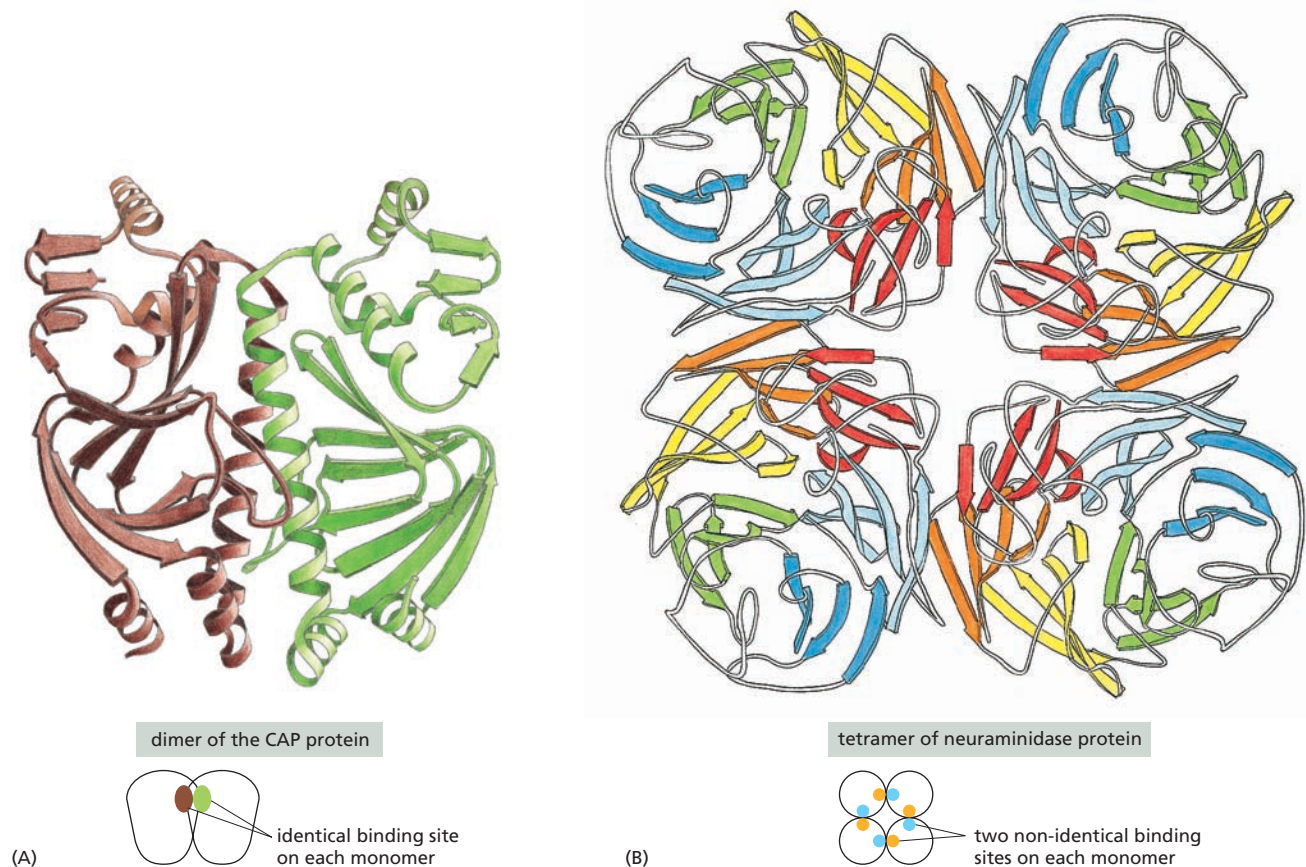 dimer of the CAP protein
identical binding site
on each monomer
(A)
tetramer of neuraminidase protein
two non-identical binding
sites on each monomer
(B)